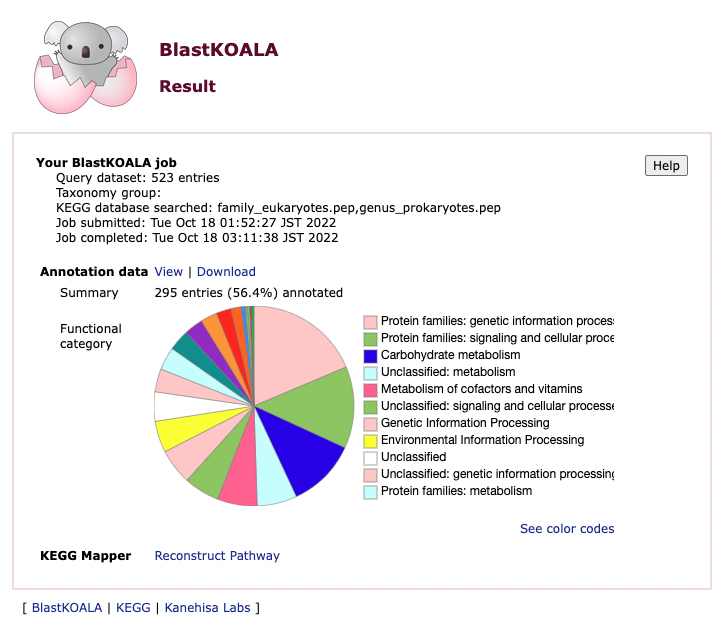 BlastKOALA
Result
Your BlastKOALA job
Help
Query dataset: 523 entries
Taxonomy group:
KEGG database searched: family_eukaryotes.pep,genus_prokaryotes.pep
Job submitted: Tue Oct 18 01:52:27 JST 2022
Job completed: Tue Oct 18 03:11:38 JST 2022
Annotation data View | Download
Summary 295 entries (56.4%) annotated
Functional category
Protein families: genetic information process
Protein families: signaling and cellular proce
Carbohydrate metabolism
Unclassified: metabolism
Metabolism of cofactors and vitamins
Unclassified: signaling and cellular processe
Genetic Information Processing
Environmental Information Processing
Unclassified
Unclassified: genetic information processing
Protein families: metabolism
See color codes
KEGG Mapper Reconstruct Pathway
[ BlastKOALA | KEGG | Kanehisa Labs ]